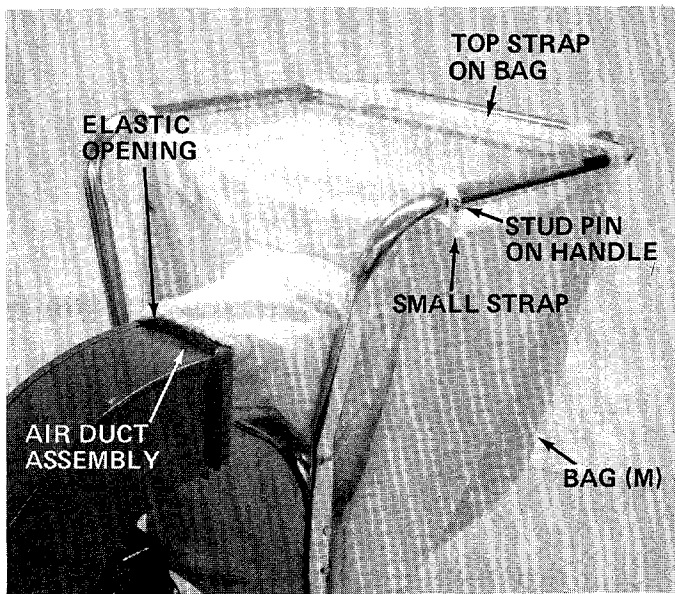 TOP STRAP
ON BAG
ELASTIC
OPENING
STUD PIN
ON HANDLE
SMALL STRAP
AIR DUCT
ASSEMBLY
BAG (M)